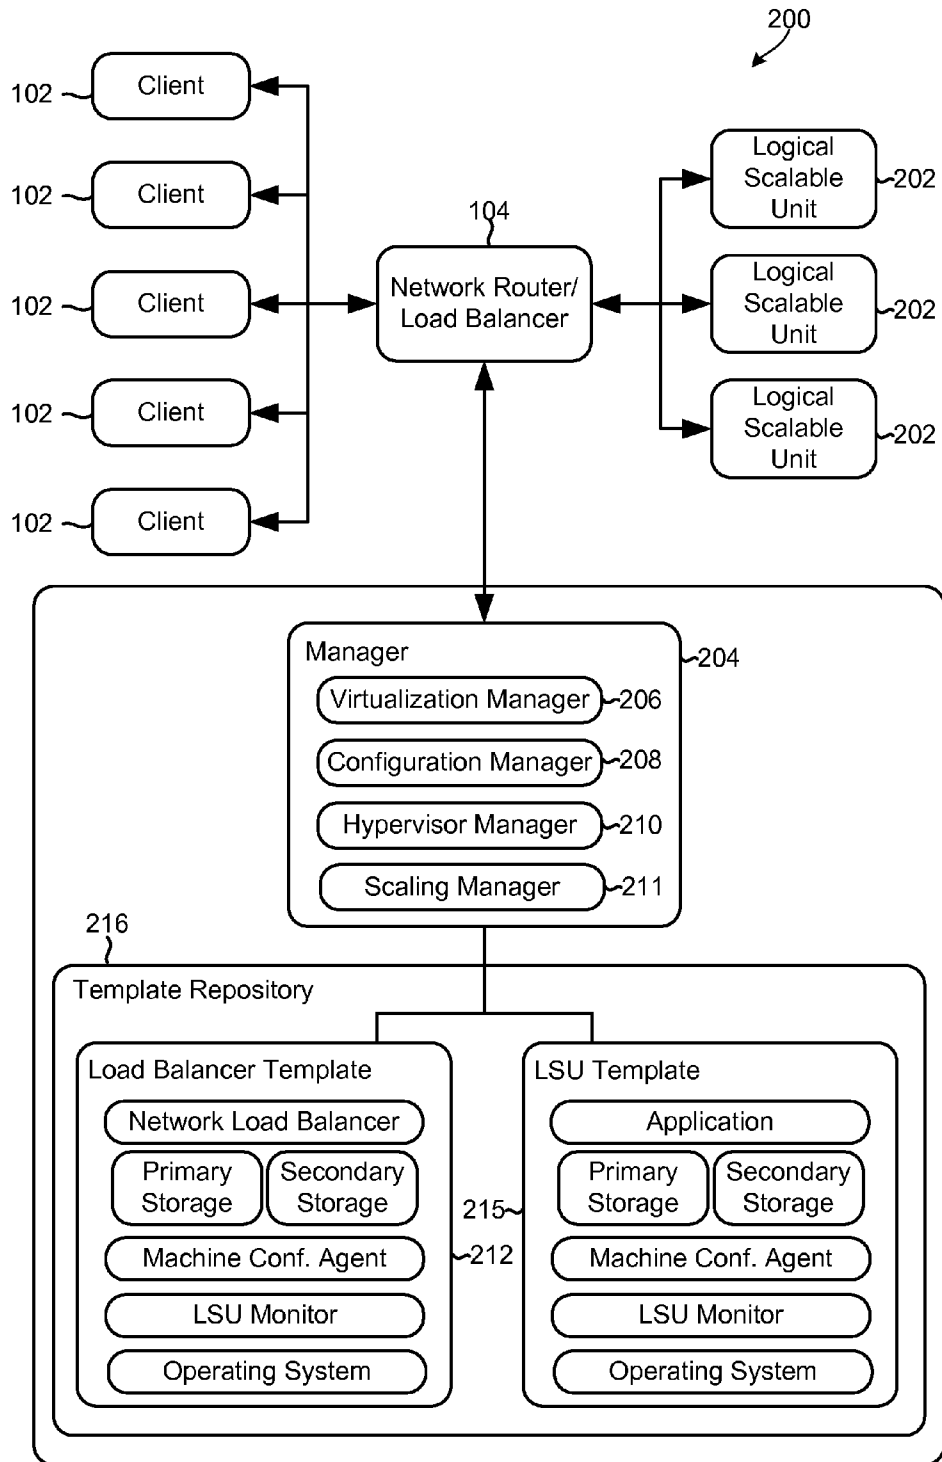 200
102
Client
102
Client
102
Client
102
Client
102
Client
104
Network Router/
Load Balancer
Logical
Scalable
Unit
202
Logical
Scalable
Unit
202
Logical
Scalable
Unit
202
Manager
204
Virtualization Manager
206
Configuration Manager
208
Hypervisor Manager
210
Scaling Manager
211
216
Template Repository
Load Balancer Template
Network Load Balancer
Primary
Storage
Secondary
Storage
Machine Conf. Agent
LSU Monitor
Operating System
212
LSU Template
Application
Primary
Storage
Secondary
Storage
215
Machine Conf. Agent
LSU Monitor
Operating System